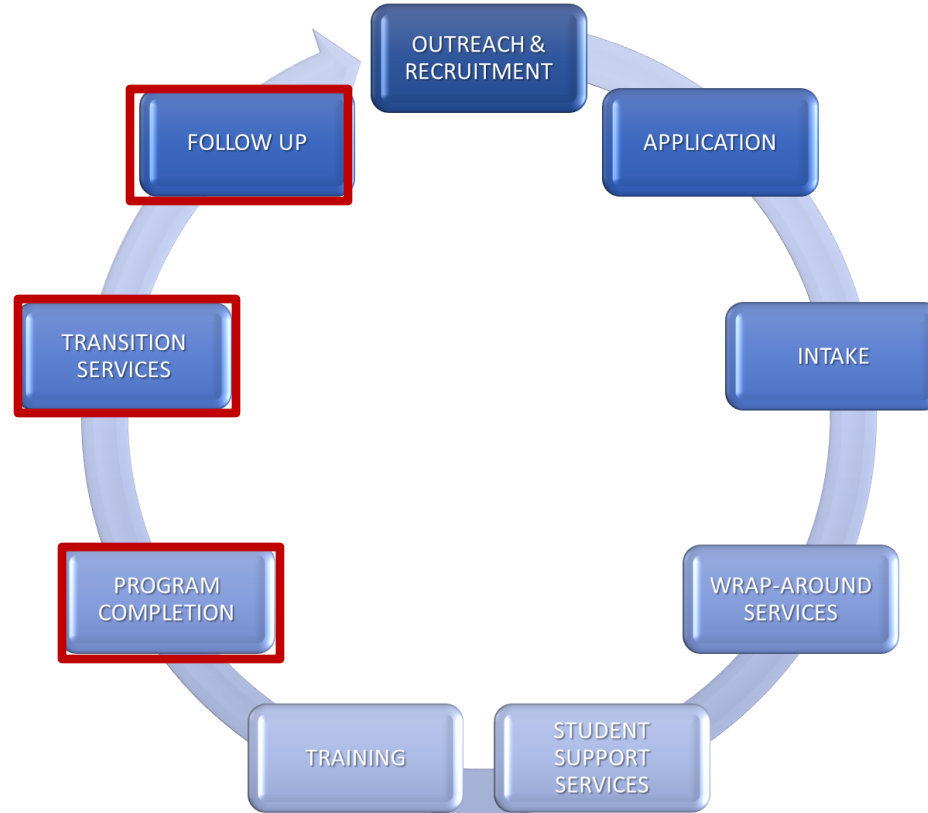 OUTREACH &
RECRUITMENT
APPLICATION
INTAKE
WRAP-AROUND
SERVICES
STUDENT
SUPPORT
SERVICES
TRAINING
PROGRAM
COMPLETION
TRANSITION
SERVICES
FOLLOW UP